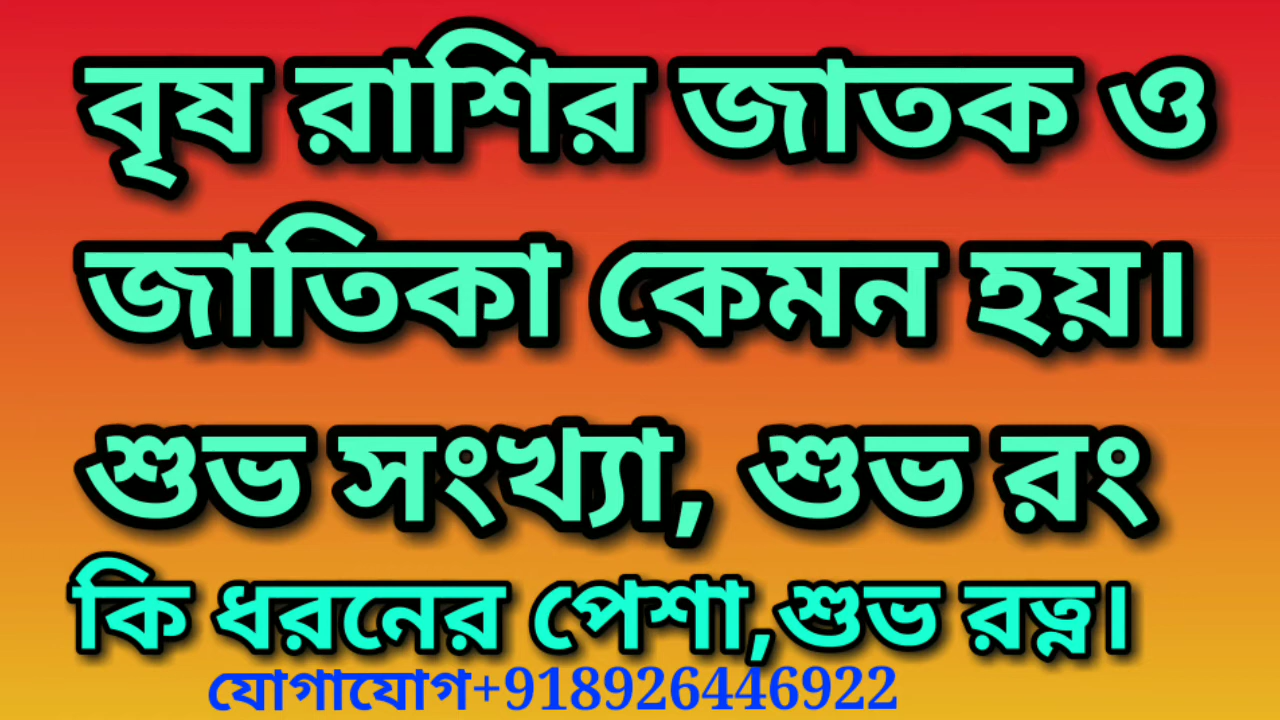 বৃষ রাশির জাতক ও
জাতিকা কেমন হয়।
শুভ সংখ্যা, শুভ রং
কি ধরনের পেশা,শুভ রত্ন।
যোগাযোগ+918926446922